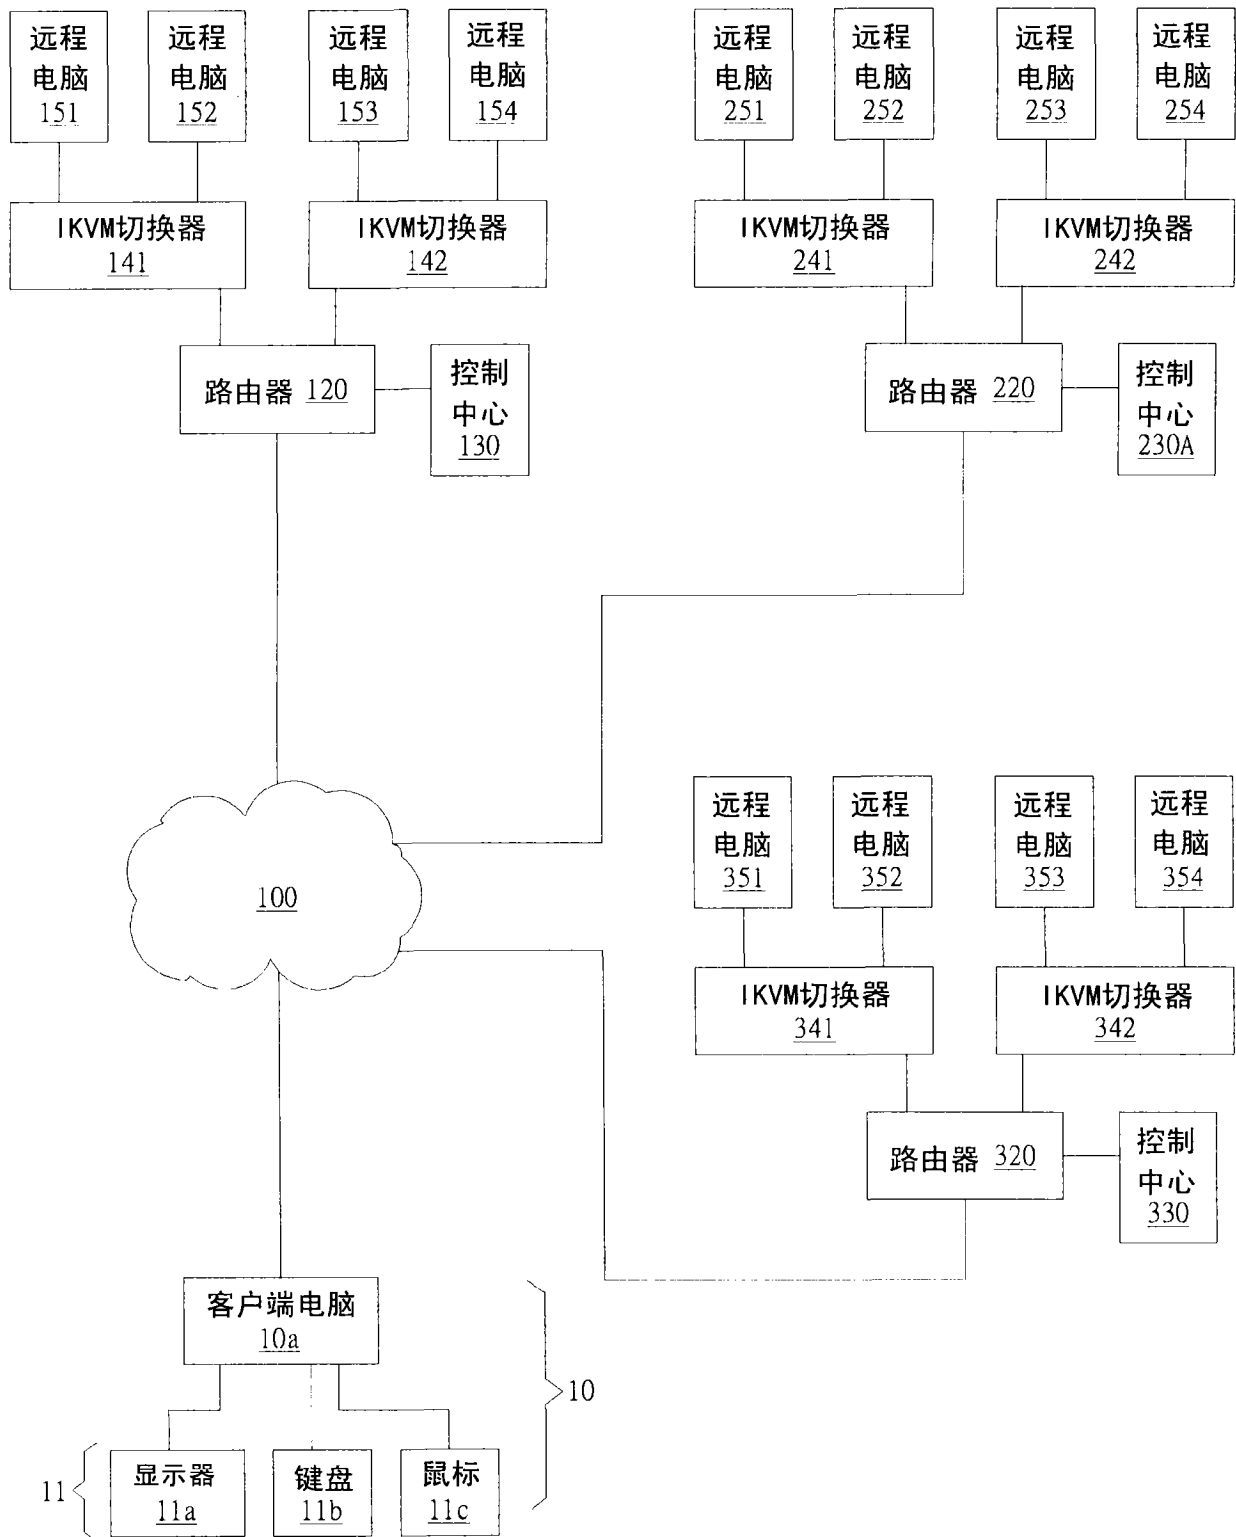 远程
电脑
151
远程
电脑
152
远程
电脑
153
远程
电脑
154
IKVM切换器
141
IKVM切换器
142
路由器 120
控制
中心
130
远程
电脑
251
远程
电脑
252
远程
电脑
253
远程
电脑
254
IKVM切换器
241
IKVM切换器
242
路由器 220
控制
中心
230A
100
远程
电脑
351
远程
电脑
352
远程
电脑
353
远程
电脑
354
IKVM切换器
341
IKVM切换器
342
路由器 320
控制
中心
330
客户端电脑
10a
10
11
显示器
11a
键盘
11b
鼠标
11c